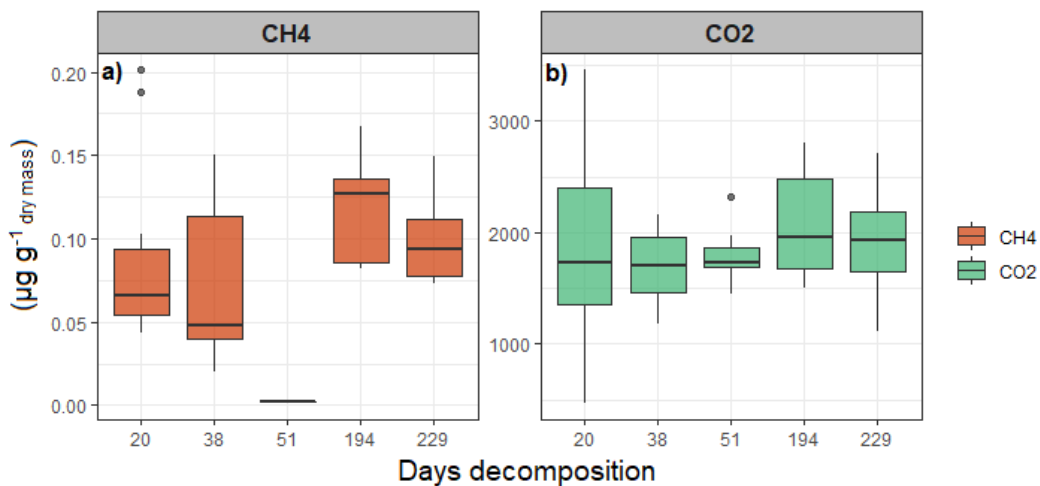 CH4
CO2
a)
b)
0.20
0.15
0.10
0.05
0.00
3000
2000
1000
(µg g⁻¹ dry mass)
20 38 51 194 229
20 38 51 194 229
Days decomposition
CH4
CO2